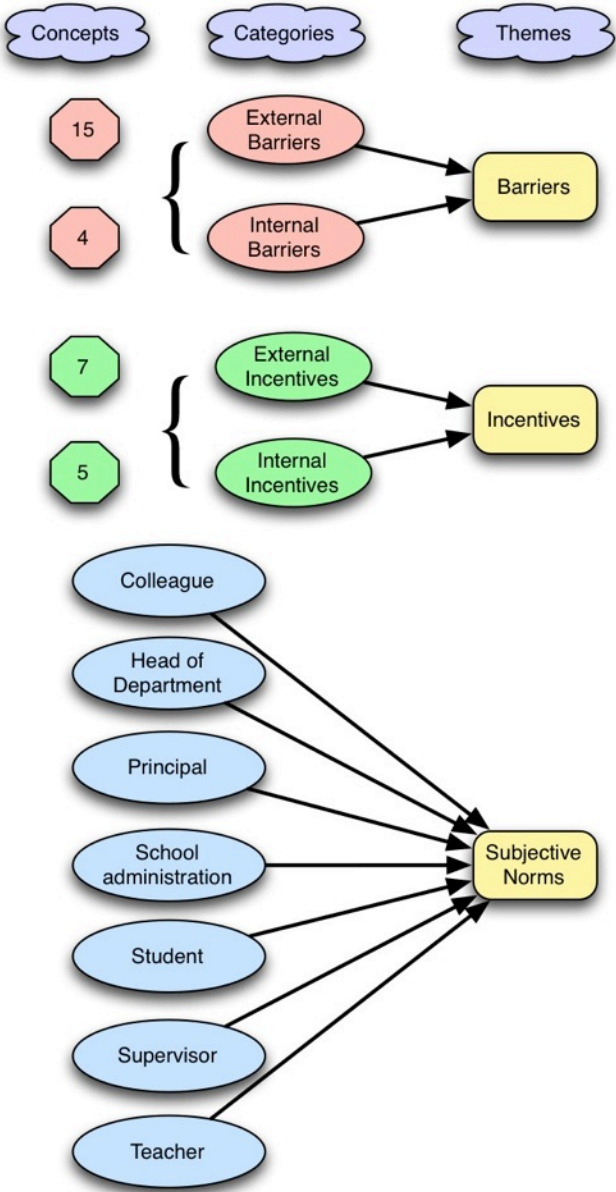 Concepts
Categories
Themes
15
External
Barriers
4
Internal
Barriers
Barriers
7
External
Incentives
5
Internal
Incentives
Incentives
Colleague
Head of
Department
Principal
School
administration
Student
Supervisor
Teacher
Subjective
Norms